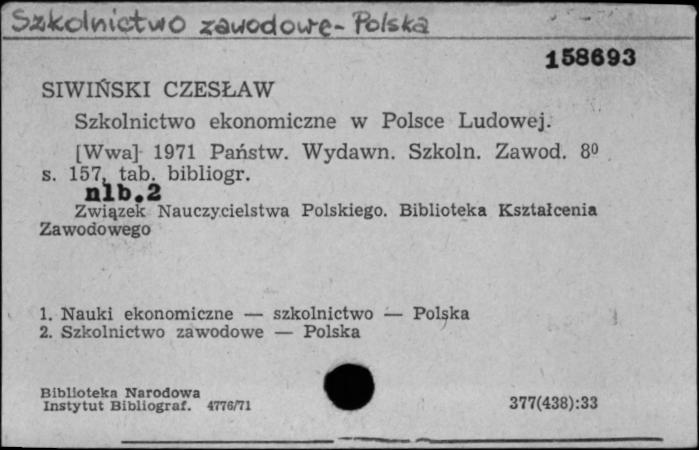 Szkolnictwo zawodowe - Polska
158693
SIWIŃSKI CZESŁAW
Szkolnictwo ekonomiczne w Polsce Ludowej.
[Wwa] 1971 Państw. Wydawn. Szkoln. Zawod. 8⁰
s. 157, tab. bibliogr.
nlb.2
Związek Nauczycielstwa Polskiego. Biblioteka Kształcenia
Zawodowego
1. Nauki ekonomiczne — szkolnictwo — Polska
2. Szkolnictwo zawodowe — Polska
Biblioteka Narodowa
Instytut Bibliograf. 4776/71
377(438):33